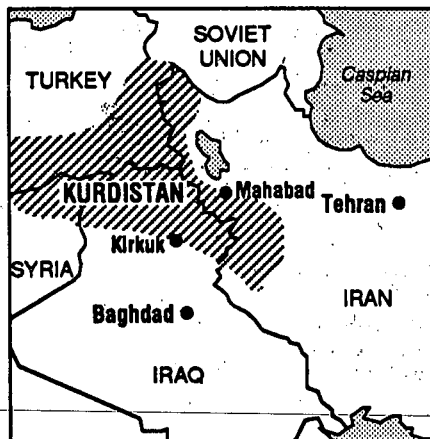 SOVIET
UNION
TURKEY
Caspian
Sea
KURDISTAN
Mahabad
Tehran
Kirkuk
SYRIA
IRAN
Baghdad
IRAQ